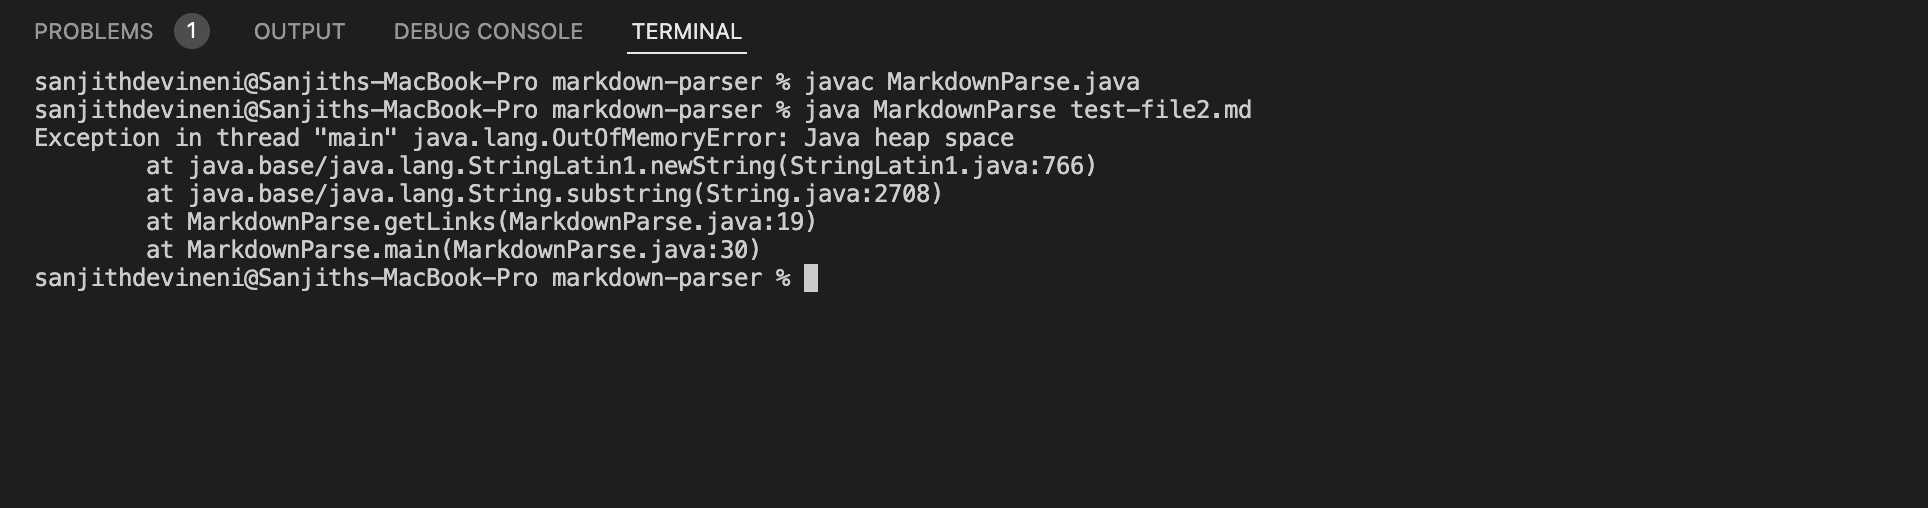 PROBLEMS 1 OUTPUT DEBUG CONSOLE TERMINAL
sanjithdevineni@Sanjiths-MacBook-Pro markdown-parser % javac MarkdownParse.java
sanjithdevineni@Sanjiths-MacBook-Pro markdown-parser % java MarkdownParse test-file2.md
Exception in thread "main" java.lang.OutOfMemoryError: Java heap space
        at java.base/java.lang.StringLatin1.newString(StringLatin1.java:766)
        at java.base/java.lang.String.substring(String.java:2708)
        at MarkdownParse.getLinks(MarkdownParse.java:19)
        at MarkdownParse.main(MarkdownParse.java:30)
sanjithdevineni@Sanjiths-MacBook-Pro markdown-parser %